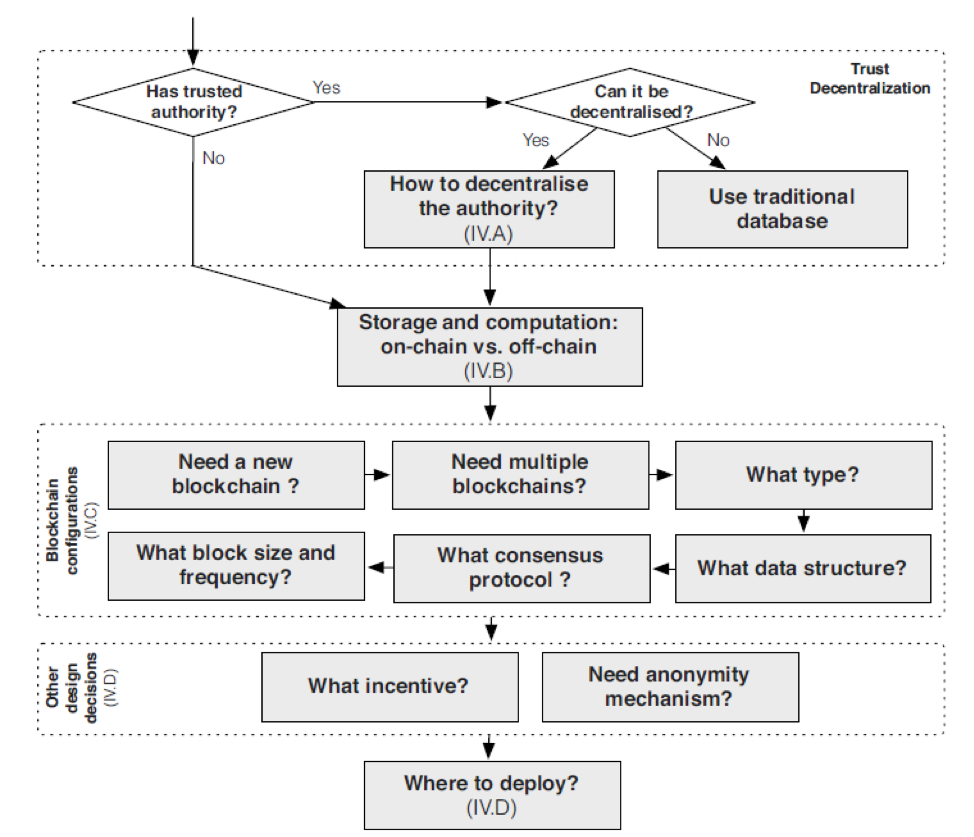 Trust
Decentralization
Has trusted
authority?
Yes
Can it be
decentralised?
No
Yes
No
How to decentralise
the authority?
(IV.A)
Use traditional
database
Storage and computation:
on-chain vs. off-chain
(IV.B)
Blockchain
configurations
(IV.C)
Need a new
blockchain ?
Need multiple
blockchains?
What type?
What data structure?
What consensus
protocol ?
What block size and
frequency?
Other
design
decisions
(IV.D)
What incentive?
Need anonymity
mechanism?
Where to deploy?
(IV.D)